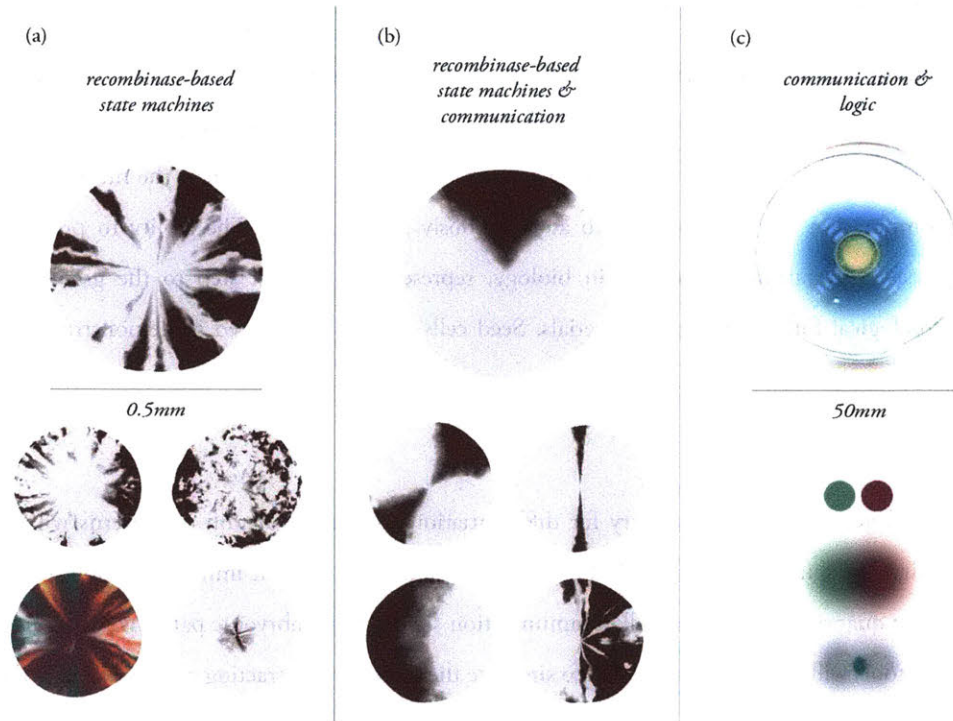 (a)
recombinase-based
state machines
0.5mm
(b)
recombinase-based
state machines &
communication
(c)
communication &
logic
50mm